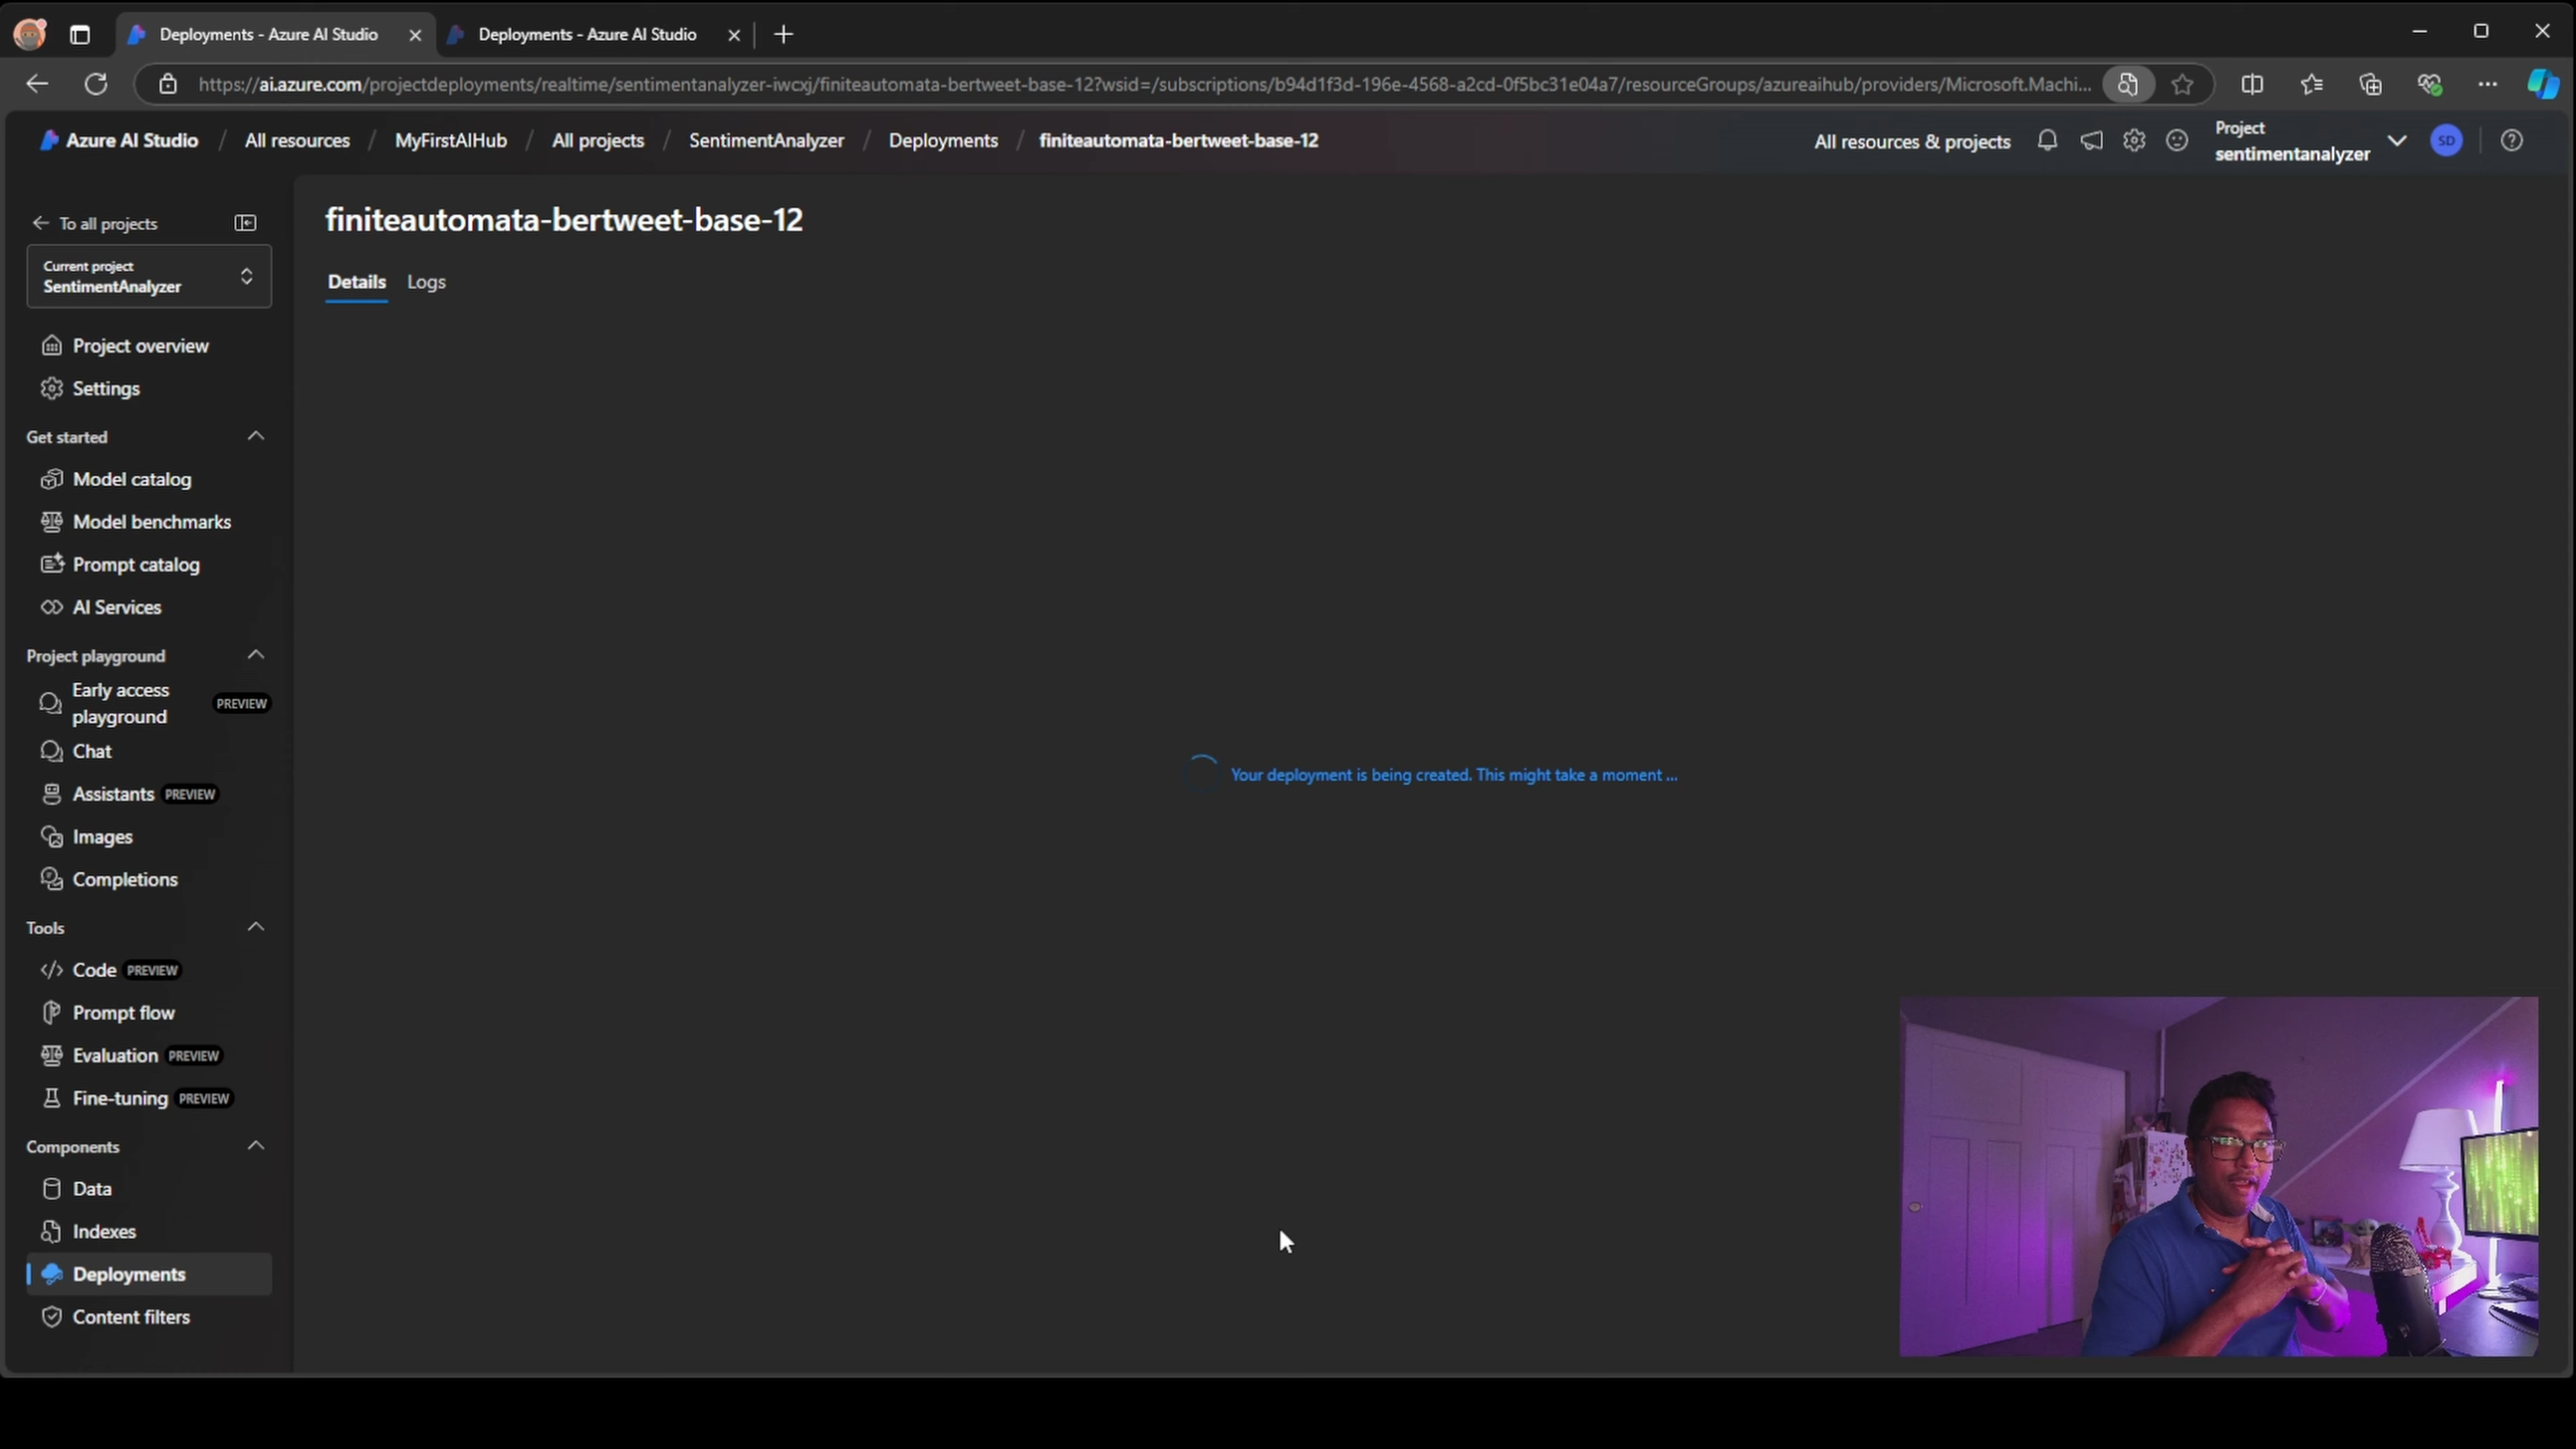 Deployments - Azure AI Studio
Deployments - Azure AI Studio
https://ai.azure.com/projectdeployments/realtime/sentimentanalyzer-iwcxj/finiteautomata-bertweet-base-12?wsid=/subscriptions/b94d1f3d-196e-4568-a2cd-0f5bc31e04a7/resourceGroups/azureaihub/providers/Microsoft.Machi...
Azure AI Studio / All resources / MyFirstAIHub / All projects / SentimentAnalyzer / Deployments / finiteautomata-bertweet-base-12
All resources & projects
Project
sentimentanalyzer
SD
To all projects
Current project
SentimentAnalyzer
Project overview
Settings
Get started
Model catalog
Model benchmarks
Prompt catalog
AI Services
Project playground
Early access
playground PREVIEW
Chat
Assistants PREVIEW
Images
Completions
Tools
Code PREVIEW
Prompt flow
Evaluation PREVIEW
Fine-tuning PREVIEW
Components
Data
Indexes
Deployments
Content filters
finiteautomata-bertweet-base-12
Details Logs
Your deployment is being created. This might take a moment ...